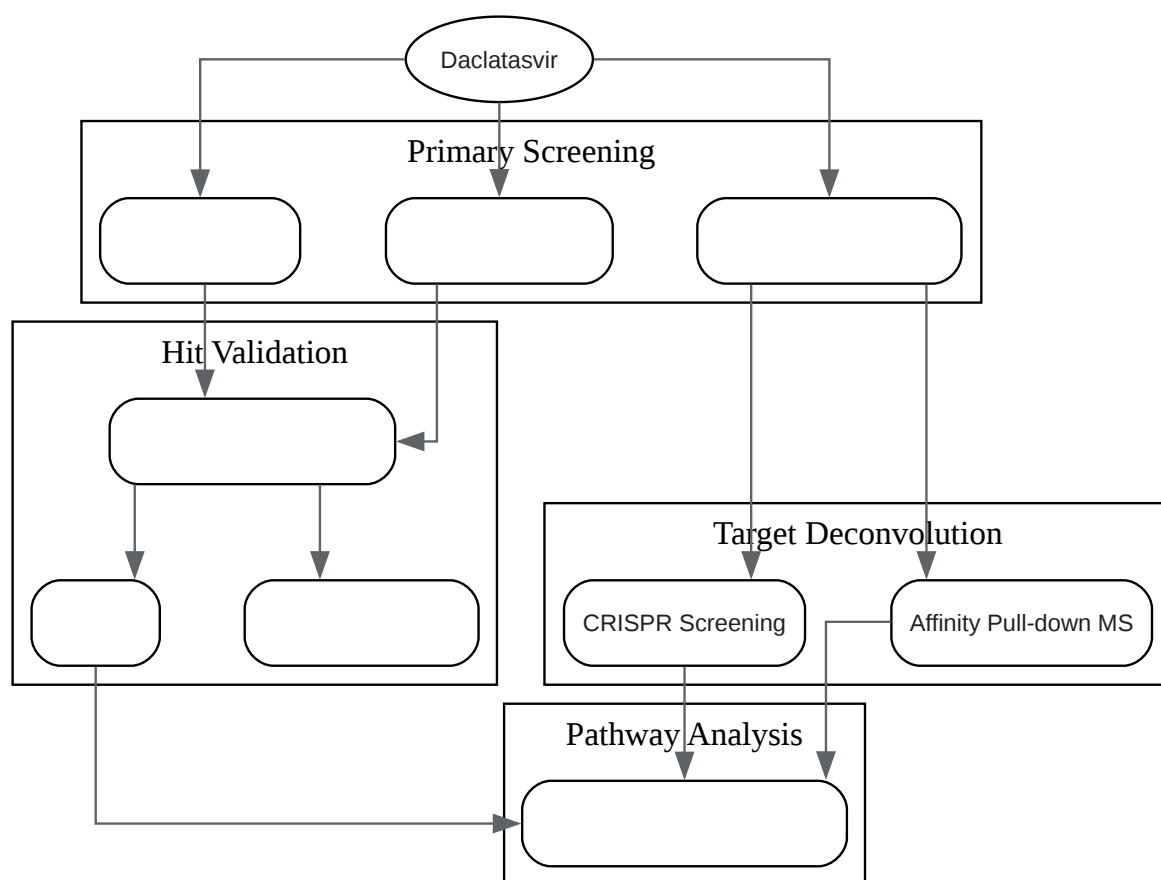 Daclatasvir
Primary Screening
Hit Validation
Target Deconvolution
CRISPR Screening
Affinity Pull-down MS
Pathway Analysis